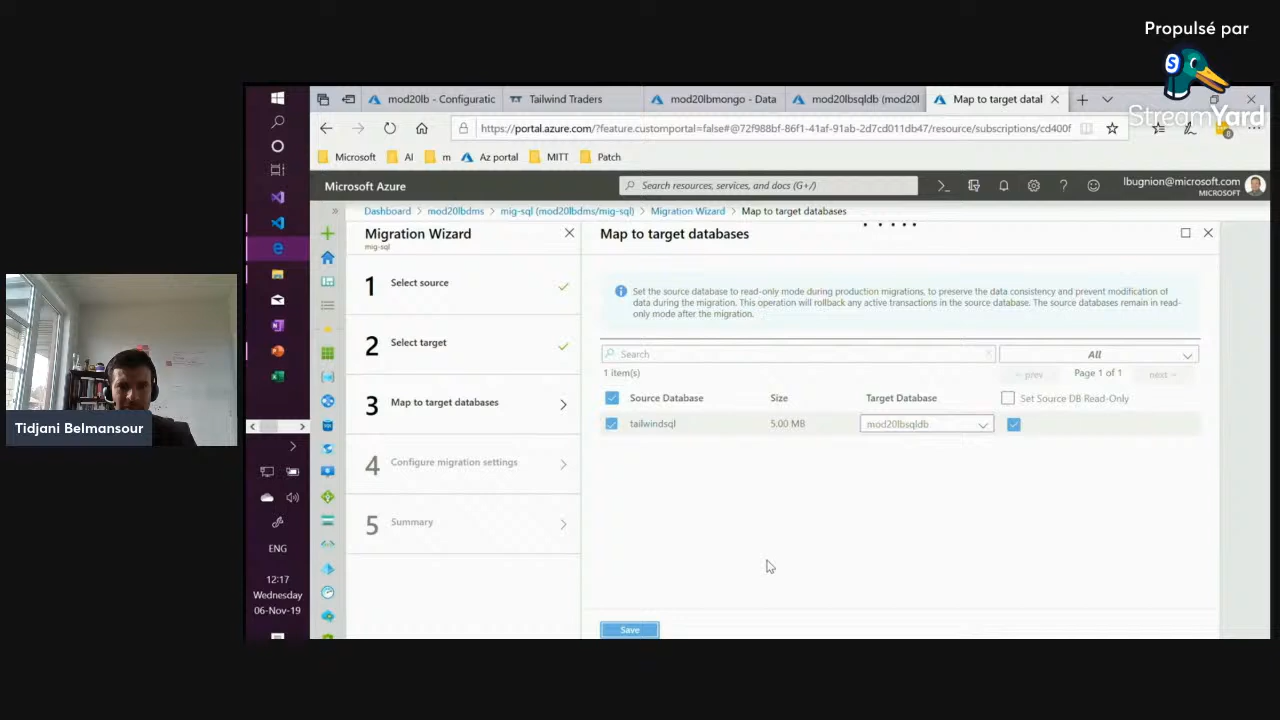 Propulsé par
StreamYard
mod20lb - Configuratic
Tailwind Traders
mod20lbmongo - Data
mod20lbsqldb (mod20l
Map to target datal
https://portal.azure.com/?feature.customportal=false#@72f988bf-86f1-41af-91ab-2d7cd011db47/resource/subscriptions/cd400f
Microsoft
AI
m
Az portal
MITT
Patch
Microsoft Azure
Search resources, services, and docs (G+/)
lbugnion@microsoft.com
MICROSOFT
Dashboard > mod20lbdms > mig-sql (mod20lbdms/mig-sql) > Migration Wizard > Map to target databases
Migration Wizard
mig-sql
1 Select source
2 Select target
3 Map to target databases
4 Configure migration settings
5 Summary
Map to target databases
Set the source database to read-only mode during production migrations, to preserve the data consistency and prevent modification of
data during the migration. This operation will rollback any active transactions in the source database. The source databases remain in read-
only mode after the migration.
Search
All
1 item(s)
← prev Page 1 of 1 next →
Source Database Size Target Database Set Source DB Read-Only
tailwindsql 5.00 MB mod20lbsqldb
Save
Tidjani Belmansour
ENG
12:17
Wednesday
06-Nov-19